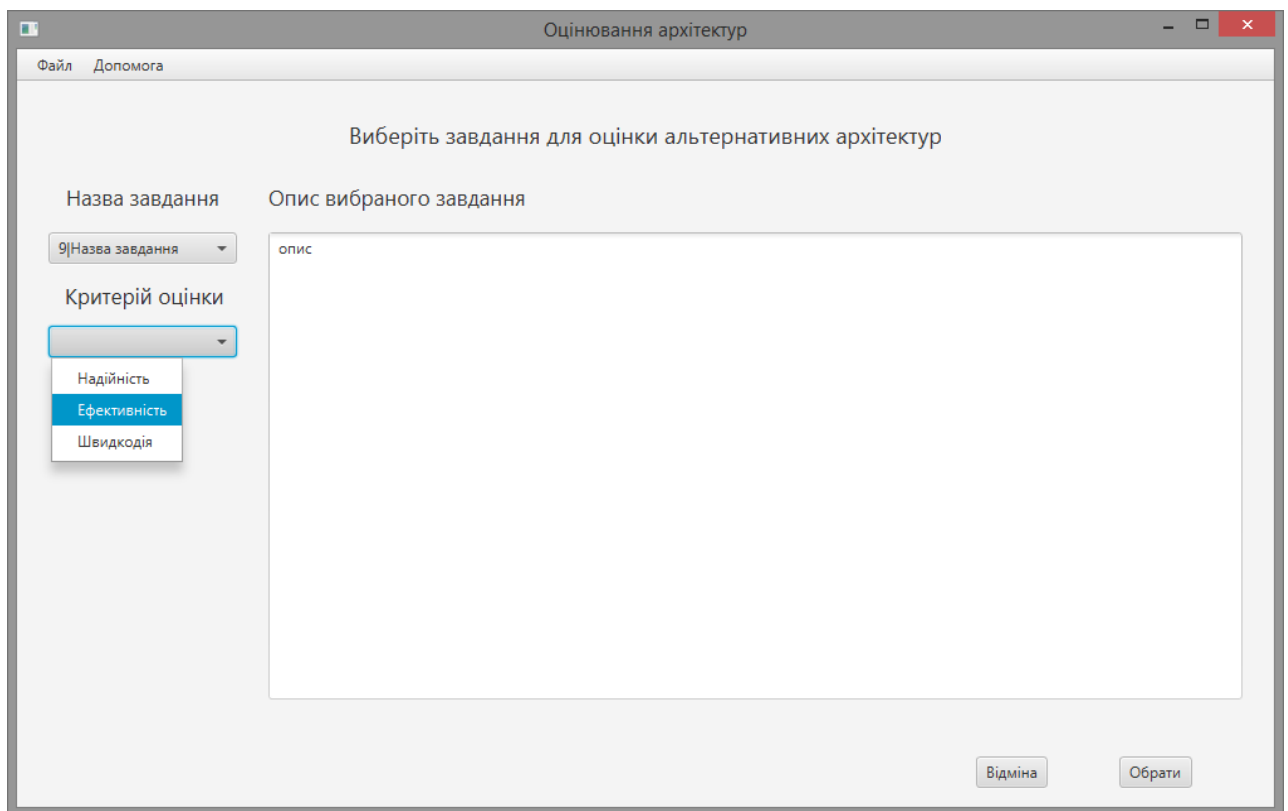 Оцінювання архітектур
Файл Допомога
Виберіть завдання для оцінки альтернативних архітектур
Назва завдання
Опис вибраного завдання
9|Назва завдання
опис
Критерій оцінки
Надійність
Ефективність
Швидкодія
Відміна
Обрати